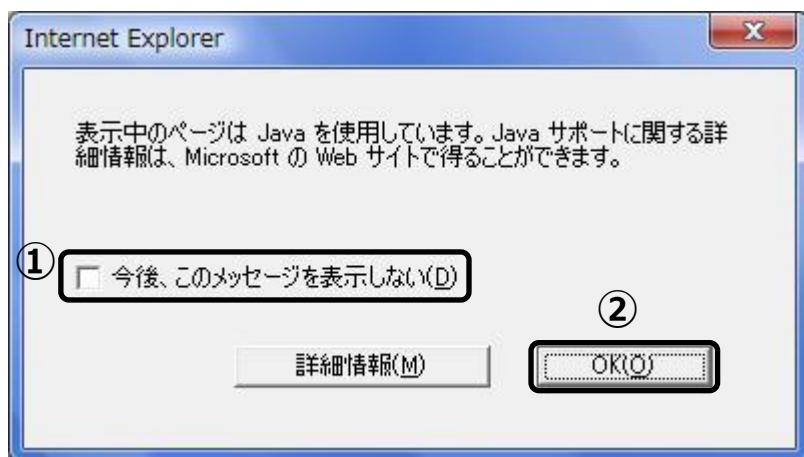 Internet Explorer
表示中のページは Java を使用しています。Java サポートに関する詳
細情報は、Microsoft の Web サイトで得ることができます。
①
今後、このメッセージを表示しない(D)
②
詳細情報(M) OK(O)